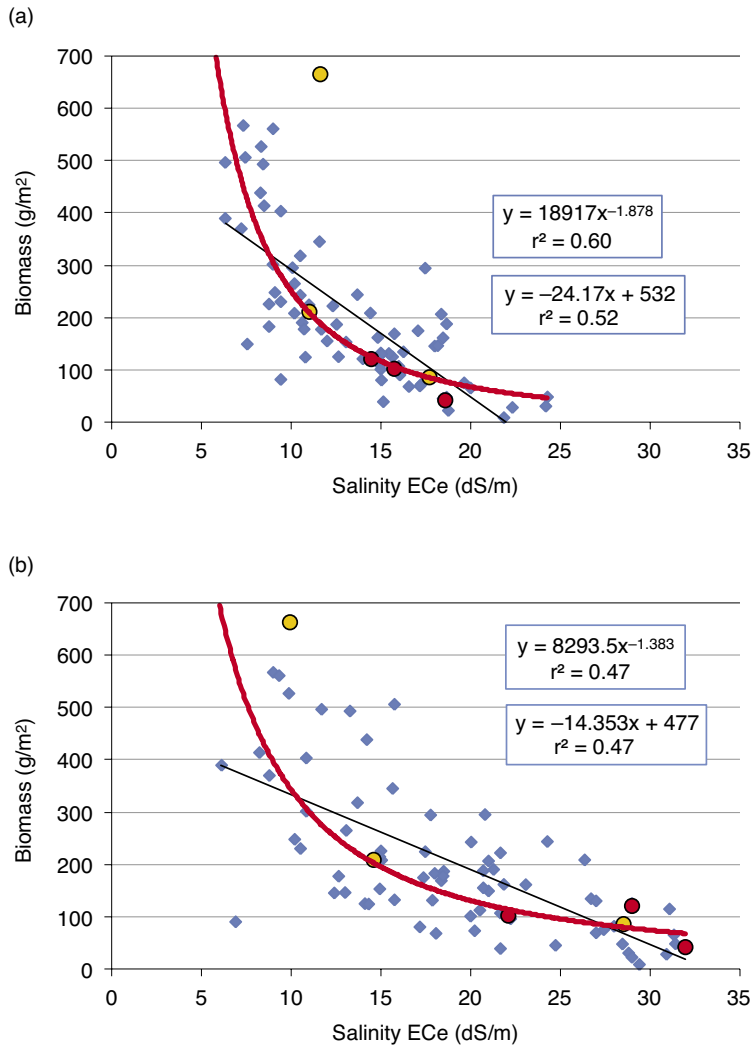 (a)
Biomass (g/m²)
700
600
500
400
300
200
100
0
y = 18917x⁻¹·⁸⁷⁸
r² = 0.60
y = –24.17x + 532
r² = 0.52
0 5 10 15 20 25 30 35
Salinity ECe (dS/m)
(b)
Biomass (g/m²)
700
600
500
400
300
200
100
0
y = 8293.5x⁻¹·³⁸³
r² = 0.47
y = –14.353x + 477
r² = 0.47
0 5 10 15 20 25 30 35
Salinity ECe (dS/m)